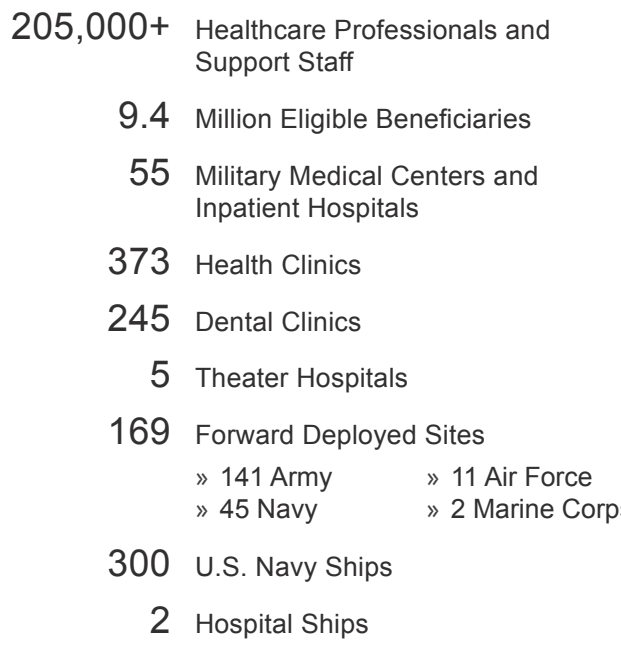 205,000+ Healthcare Professionals and
Support Staff
9.4 Million Eligible Beneficiaries
55 Military Medical Centers and
Inpatient Hospitals
373 Health Clinics
245 Dental Clinics
5 Theater Hospitals
169 Forward Deployed Sites
» 141 Army » 11 Air Force
» 45 Navy » 2 Marine Corps
300 U.S. Navy Ships
2 Hospital Ships